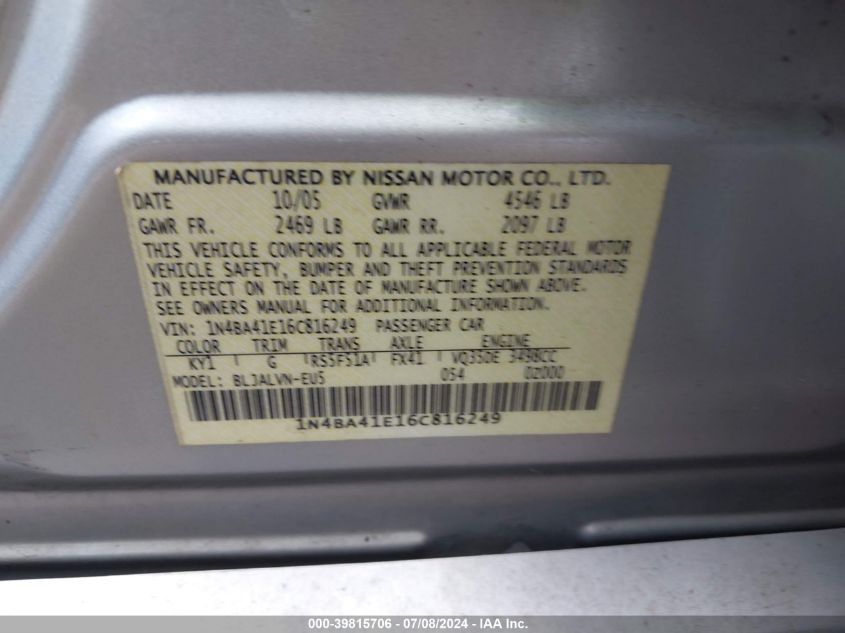 MANUFACTURED BY NISSAN MOTOR CO., LTD.
DATE 10/05 GVWR 4546 LB
GAWR FR. 2469 LB GAWR RR. 2097 LB
THIS VEHICLE CONFORMS TO ALL APPLICABLE FEDERAL MOTOR
VEHICLE SAFETY, BUMPER AND THEFT PREVENTION STANDARDS
IN EFFECT ON THE DATE OF MANUFACTURE SHOWN ABOVE.
SEE OWNERS MANUAL FOR ADDITIONAL INFORMATION.
VIN: 1N4BA41E16C816249 PASSENGER CAR
COLOR TRIM TRANS AXLE ENGINE
KY1 G RS5F51A FX41 VQ35DE 3498CC
MODEL: BLJALVN-EU5 054 0Z000
1N4BA41E16C816249
000-39815706 - 07/08/2024 - IAA Inc.